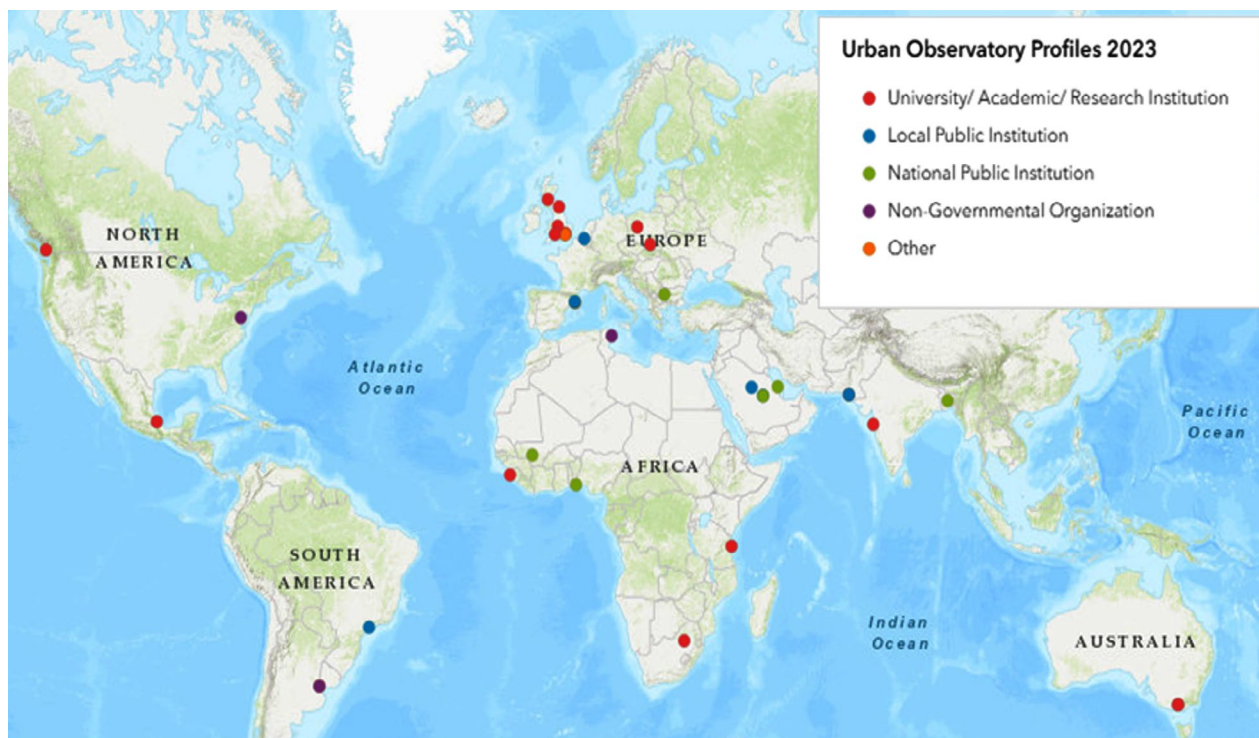 Urban Observatory Profiles 2023
University/ Academic/ Research Institution
Local Public Institution
National Public Institution
Non-Governmental Organization
Other
NORTH
AMERICA
EUROPE
Atlantic
Ocean
Pacific
Ocean
AFRICA
SOUTH
AMERICA
Indian
Ocean
AUSTRALIA